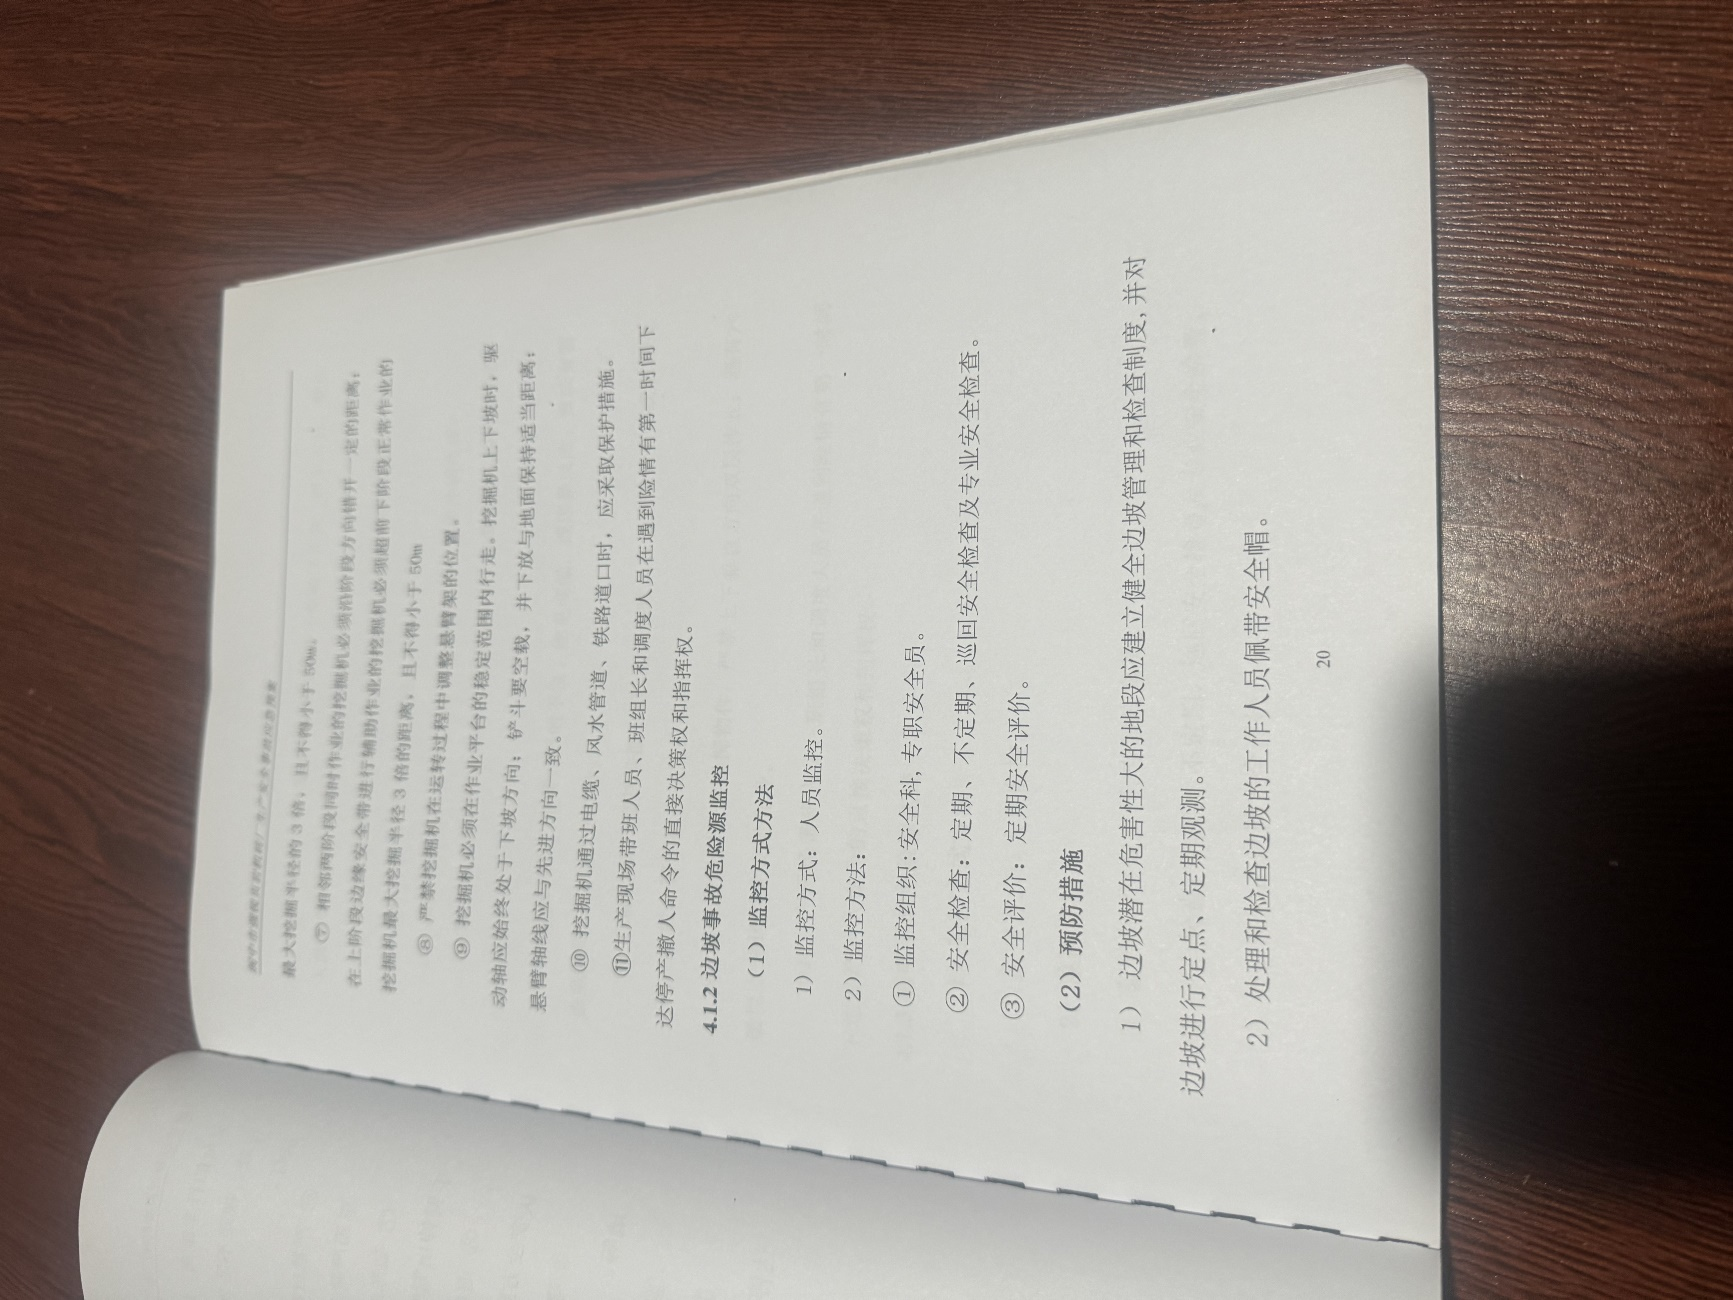 最大挖掘半径的 3 倍，且不得小于 50m。
⑦ 相邻两阶段同时作业的挖掘机必须沿阶段方向错开一定的距离；
在上阶段边缘安全带进行辅助作业的挖掘机必须超前下阶段正常作业的
挖掘机最大挖掘半径 3 倍的距离，且不得小于 50m
⑧ 严禁挖掘机在运转过程中调整悬臂架的位置。
⑨ 挖掘机必须在作业平台的稳定范围内行走。挖掘机上下坡时，驱
动轴应始终处于下坡方向；铲斗要空载，并下放与地面保持适当距离；
悬臂轴线应与先进方向一致。
⑩ 挖掘机通过电缆、风水管道、铁路道口时，应采取保护措施。
⑪生产现场带班人员、班组长和调度人员在遇到险情有第一时间下
达停产撤人命令的直接决策权和指挥权。
4.1.2 边坡事故危险源监控
（1）监控方式方法
1） 监控方式：人员监控。
2） 监控方法：
① 监控组织：安全科，专职安全员。
② 安全检查：定期、不定期、巡回安全检查及专业安全检查。
③ 安全评价：定期安全评价。
（2）预防措施
1） 边坡潜在危害性大的地段应建立健全边坡管理和检查制度，并对
边坡进行定点、定期观测。
2）处理和检查边坡的工作人员佩带安全帽。
20